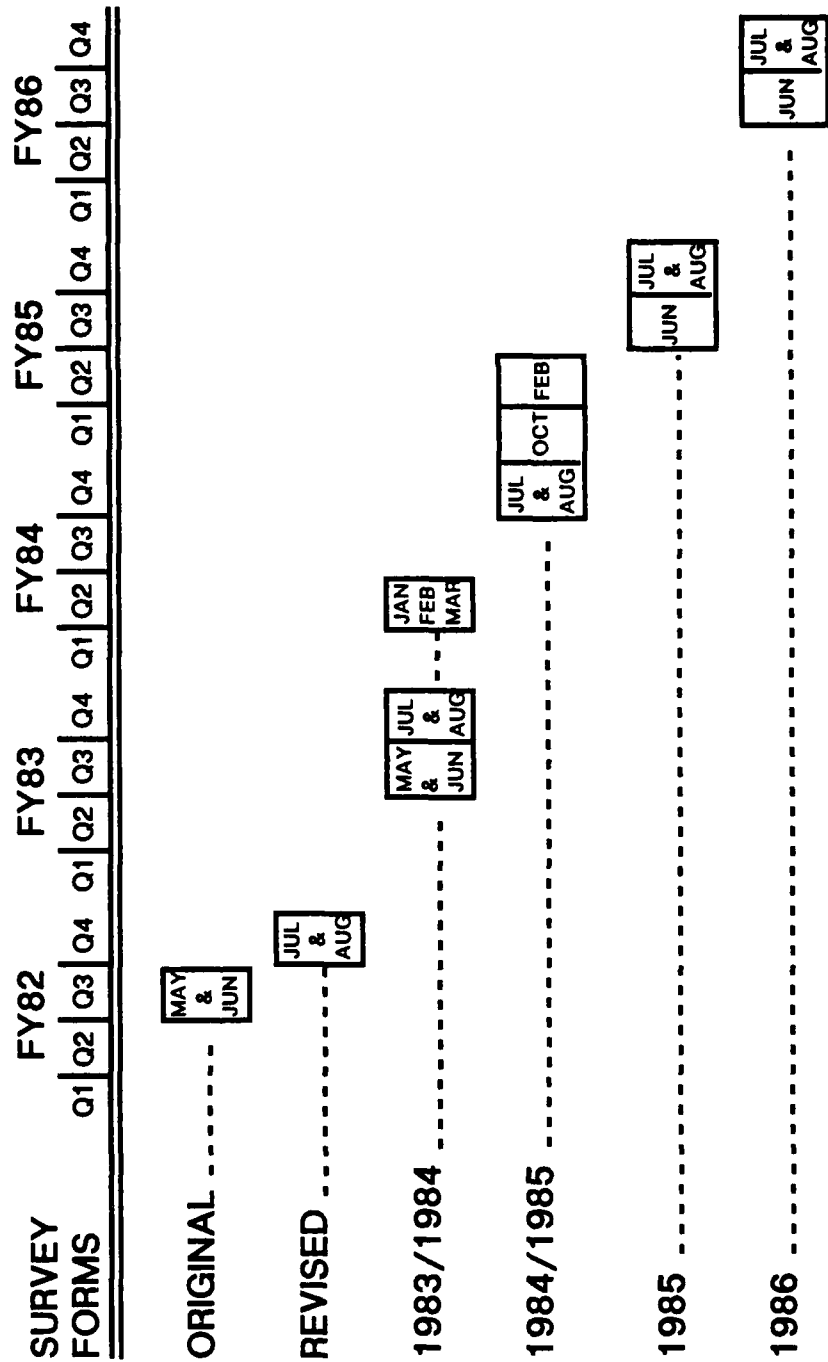 SURVEY FORMS
FY82 FY83 FY84 FY85 FY86
Q1 Q2 Q3 Q4 Q1 Q2 Q3 Q4 Q1 Q2 Q3 Q4 Q1 Q2 Q3 Q4 Q1 Q2 Q3 Q4
ORIGINAL
MAY
&
JUN
REVISED
JUL
&
AUG
1983/1984
MAY
&
JUN
JUL
&
AUG
JAN
FEB
MAR
1984/1985
JUL
&
AUG
OCT
FEB
1985
JUN
JUL
&
AUG
1986
JUN
JUL
&
AUG